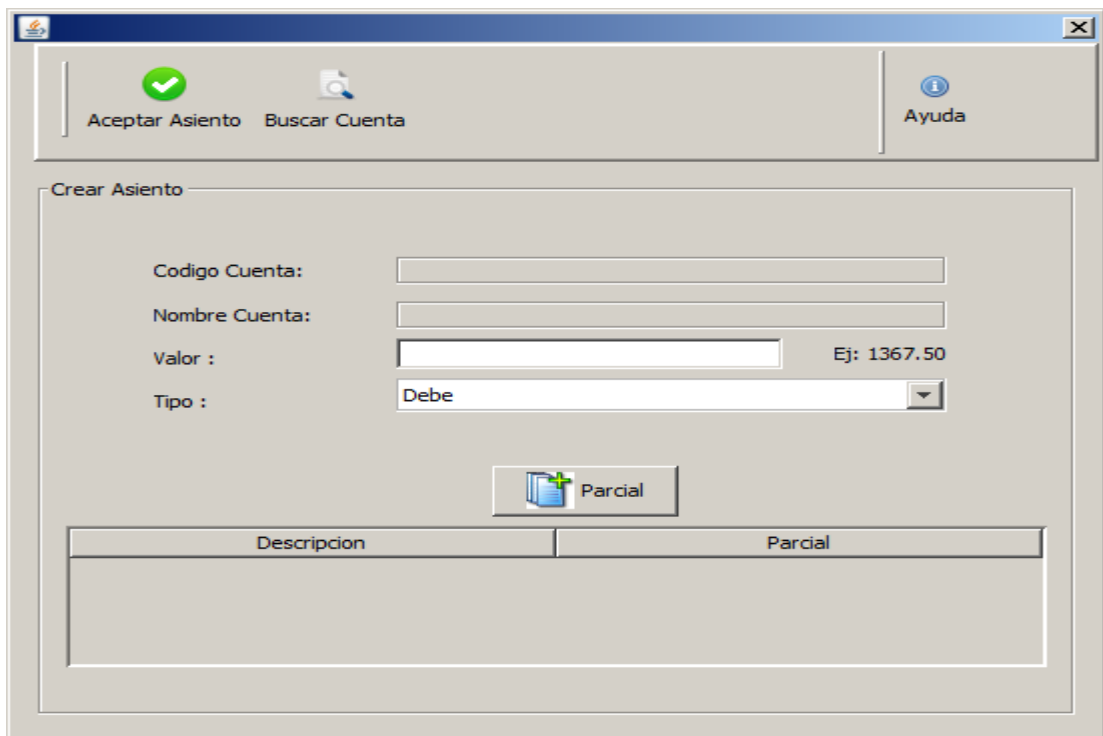 Aceptar Asiento Buscar Cuenta Ayuda
Crear Asiento
Codigo Cuenta:
Nombre Cuenta:
Valor : Ej: 1367.50
Tipo : Debe
Parcial
Descripcion Parcial